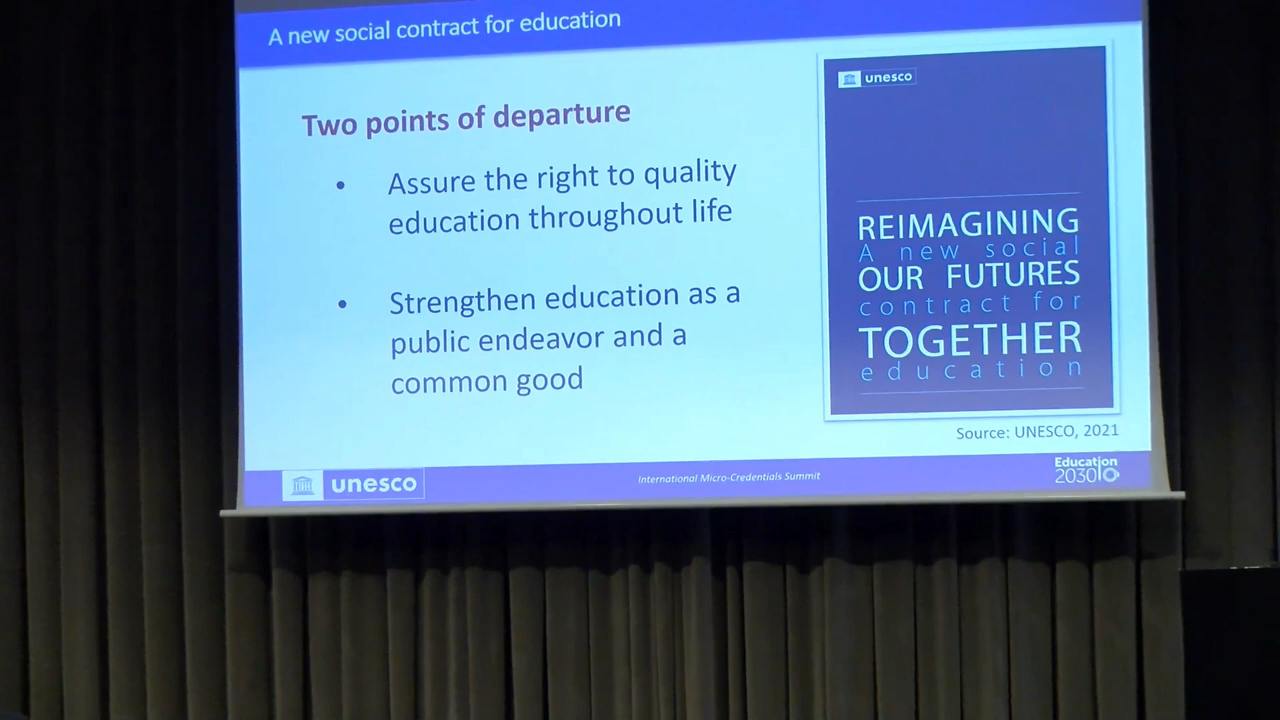 A new social contract for education
Two points of departure
• Assure the right to quality
education throughout life
• Strengthen education as a
public endeavor and a
common good
unesco
REIMAGINING
A new social
OUR FUTURES
contract for
TOGETHER
education
Source: UNESCO, 2021
unesco
International Micro-Credentials Summit
Education
2030